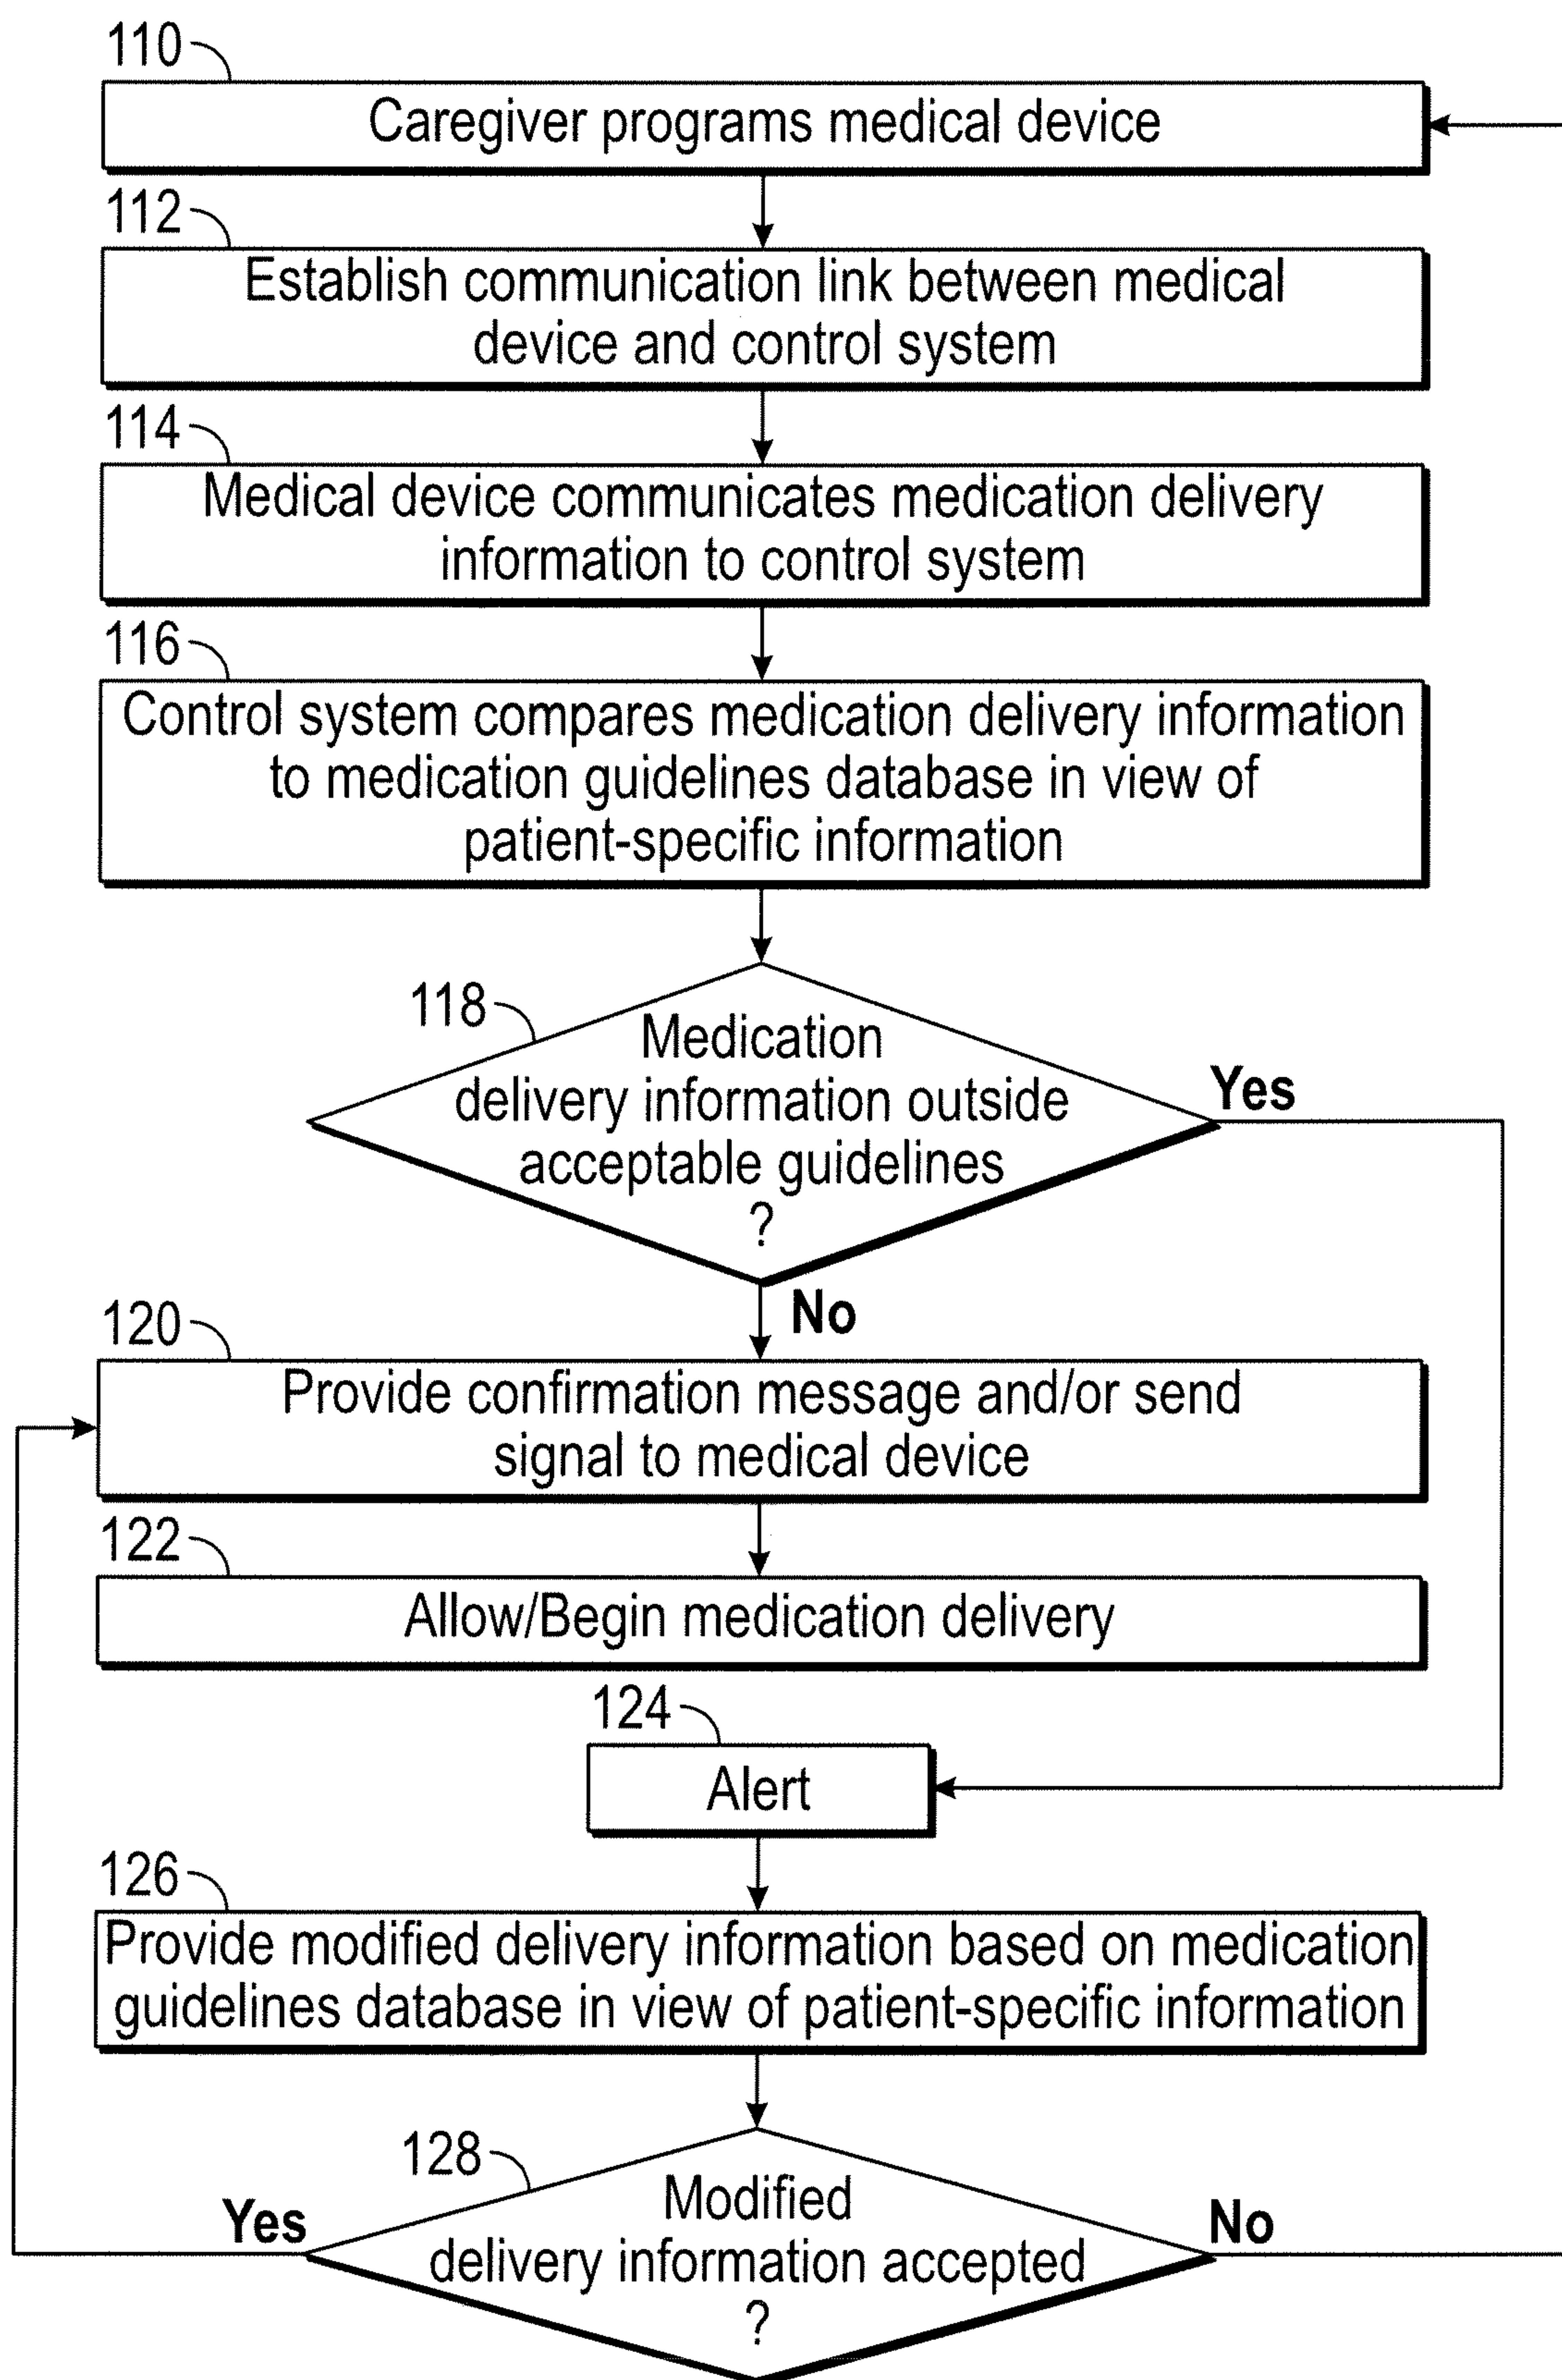 110
Caregiver programs medical device
112
Establish communication link between medical
device and control system
114
Medical device communicates medication delivery
information to control system
116
Control system compares medication delivery information
to medication guidelines database in view of
patient-specific information
118
Medication
delivery information outside
acceptable guidelines
?
Yes
No
120
Provide confirmation message and/or send
signal to medical device
122
Allow/Begin medication delivery
124
Alert
126
Provide modified delivery information based on medication
guidelines database in view of patient-specific information
128
Yes
Modified
delivery information accepted
?
No